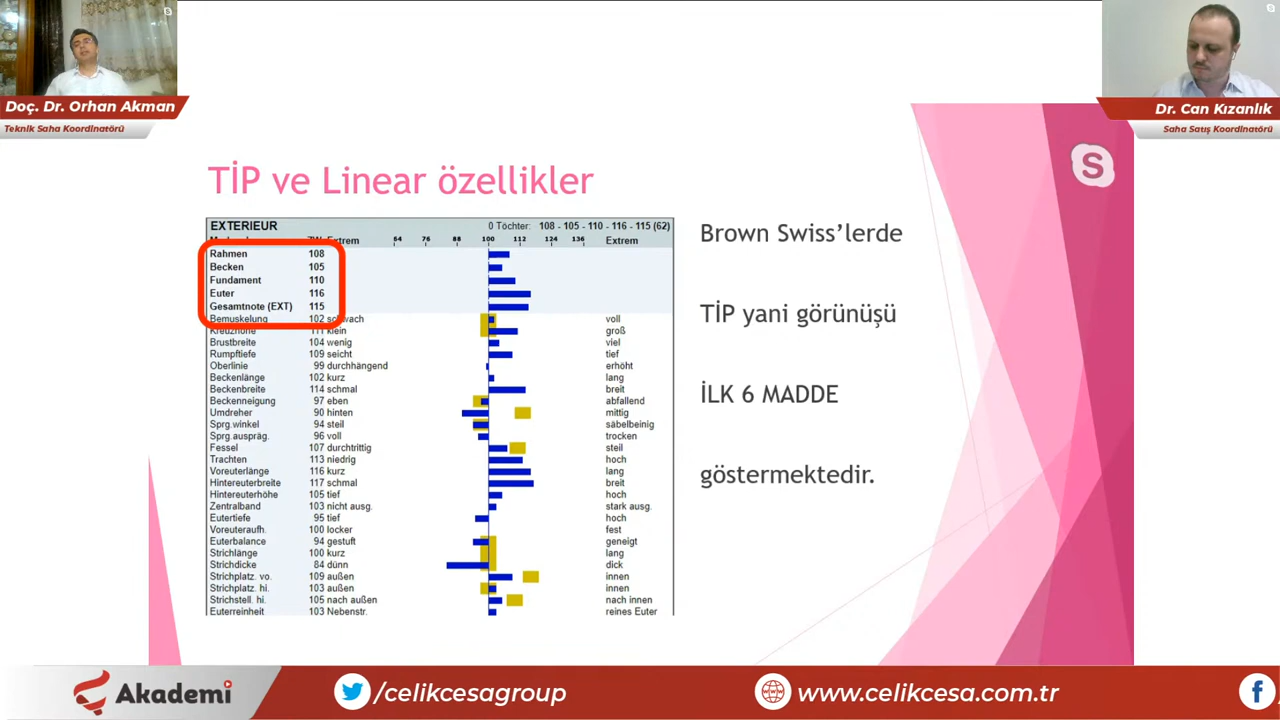 Doç. Dr. Orhan Akman
Teknik Saha Koordinatörü
Dr. Can Kızanlık
Saha Satış Koordinatörü
S
TİP ve Linear özellikler
EXTERIEUR 0 Töchter: 108 - 105 - 110 - 116 - 115 (62)
Extrem 64 76 88 100 112 124 136 Extrem
Rahmen 108
Becken 105
Fundament 110
Euter 116
Gesamtnote (EXT) 115
Bemuskelung 102 schwach voll
Kreuzhöhe 111 klein groß
Brustbreite 104 wenig viel
Rumpftiefe 109 seicht tief
Oberlinie 99 durchhängend erhöht
Beckenlänge 102 kurz lang
Beckenbreite 114 schmal breit
Beckenneigung 97 eben abfallend
Umdreher 90 hinten mittig
Sprg.winkel 94 steil säbelbeinig
Sprg.auspräg. 96 voll trocken
Fessel 107 durchtrittig steil
Trachten 113 niedrig hoch
Voreuterlänge 116 kurz lang
Hintereuterbreite 117 schmal breit
Hintereuterhöhe 105 tief hoch
Zentralband 103 nicht ausg. stark ausg.
Eutertiefe 95 tief hoch
Voreuteraufh. 100 locker fest
Euterbalance 94 gestuft geneigt
Strichlänge 100 kurz lang
Strichdicke 84 dünn dick
Strichplatz. vo. 109 außen innen
Strichplatz. hi. 103 außen innen
Strichstell. hi. 105 nach außen nach innen
Euterreinheit 103 Nebenstr. reines Euter
Brown Swiss’lerde
TİP yani görünüşü
İLK 6 MADDE
göstermektedir.
Akademi
/celikcesagroup
www.celikcesa.com.tr